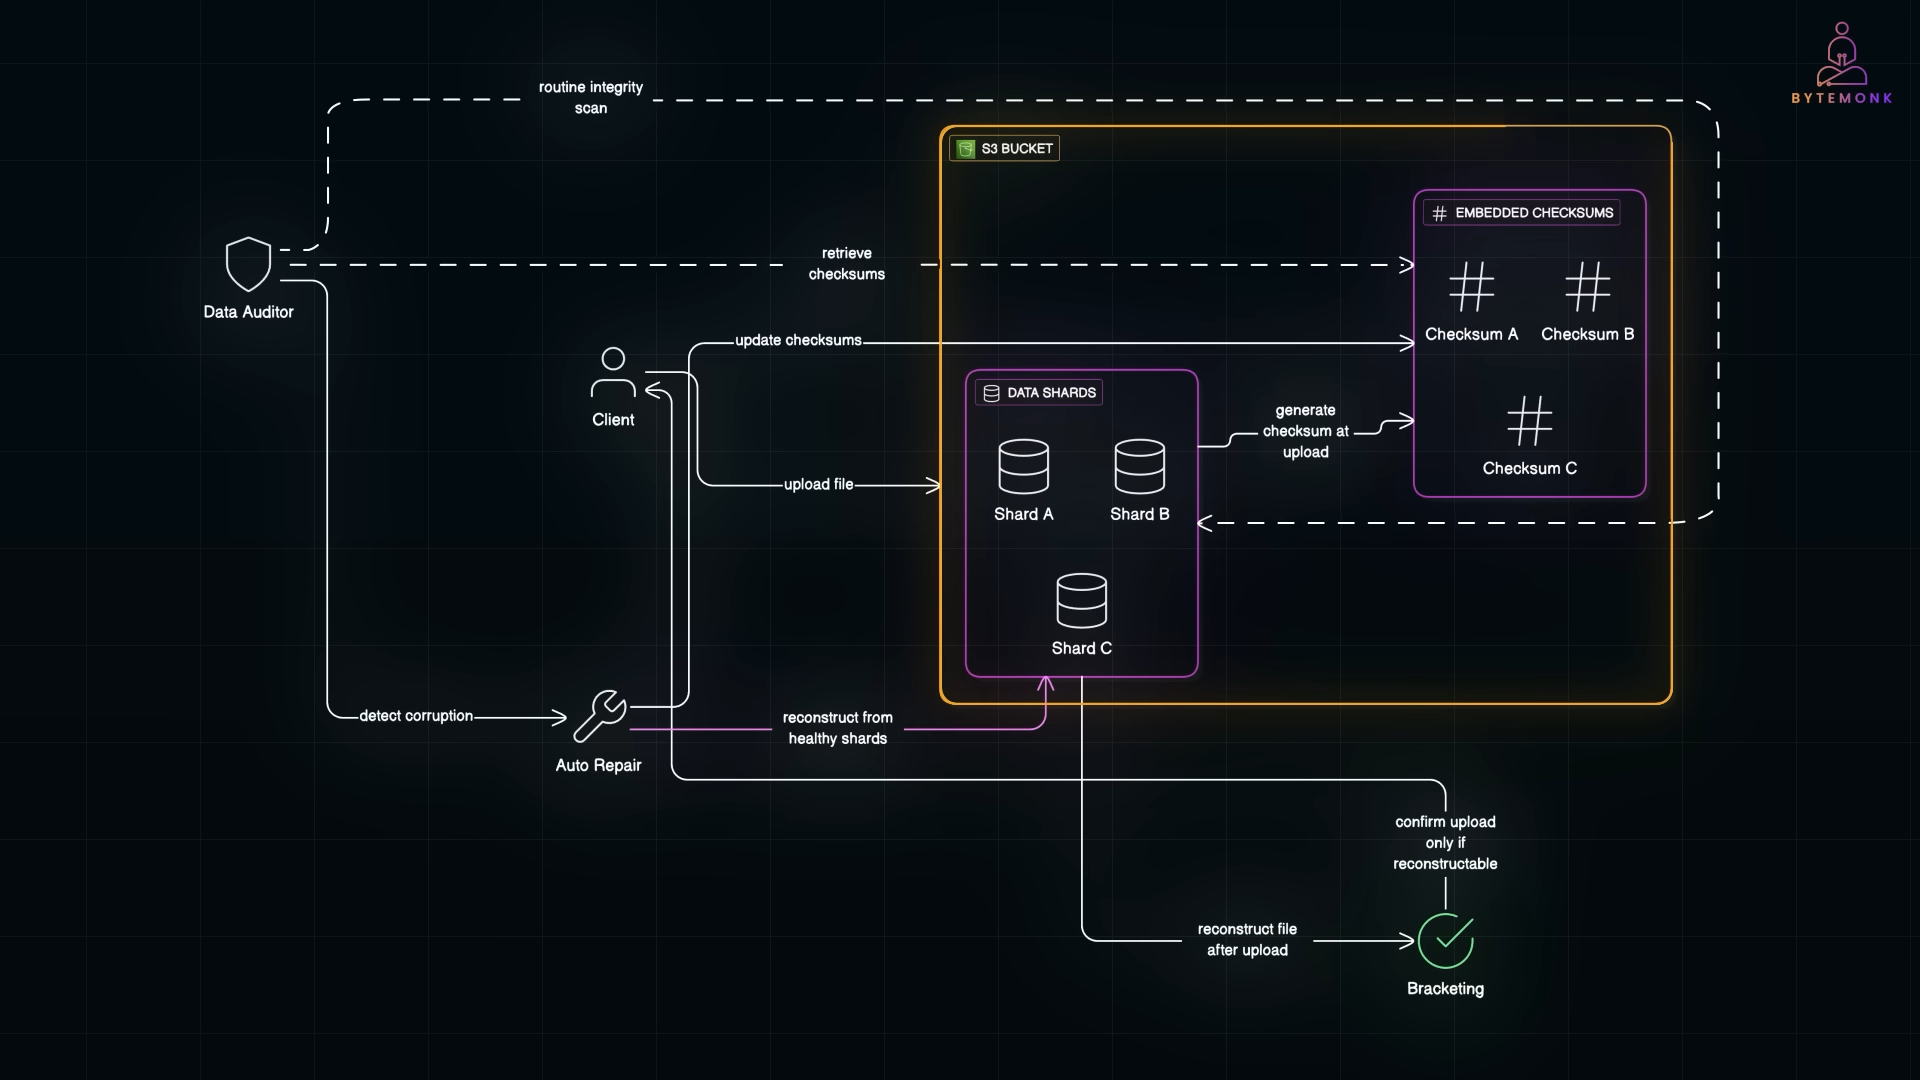 BYTEMONK
routine integrity
scan
S3 BUCKET
EMBEDDED CHECKSUMS
retrieve
checksums
Data Auditor
Checksum A
Checksum B
update checksums
Client
DATA SHARDS
generate
checksum at
upload
Checksum C
upload file
Shard A
Shard B
Shard C
detect corruption
reconstruct from
healthy shards
Auto Repair
confirm upload
only if
reconstructable
reconstruct file
after upload
Bracketing